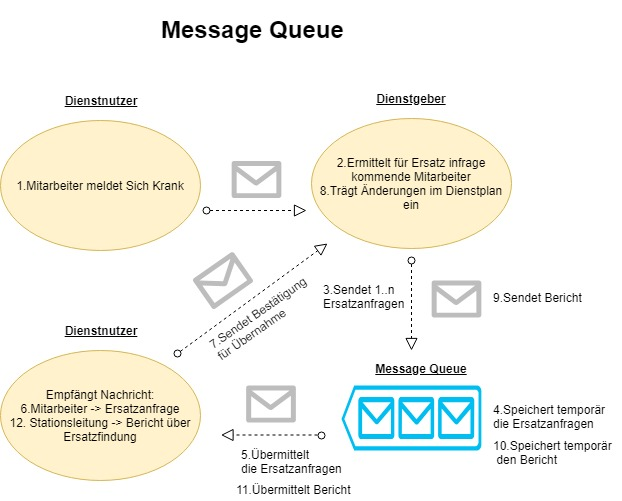 Message Queue
Dienstnutzer
Dienstgeber
1.Mitarbeiter meldet Sich Krank
2.Ermittelt für Ersatz infrage
kommende Mitarbeiter
8.Trägt Änderungen im Dienstplan
ein
7.Sendet Bestätigung
für Übernahme
3.Sendet 1..n
Ersatzanfragen
9.Sendet Bericht
Dienstnutzer
Empfängt Nachricht:
6.Mitarbeiter -> Ersatzanfrage
12. Stationsleitung -> Bericht über
Ersatzfindung
Message Queue
4.Speichert temporär
die Ersatzanfragen
10.Speichert temporär
den Bericht
5.Übermittelt
die Ersatzanfragen
11.Übermittelt Bericht